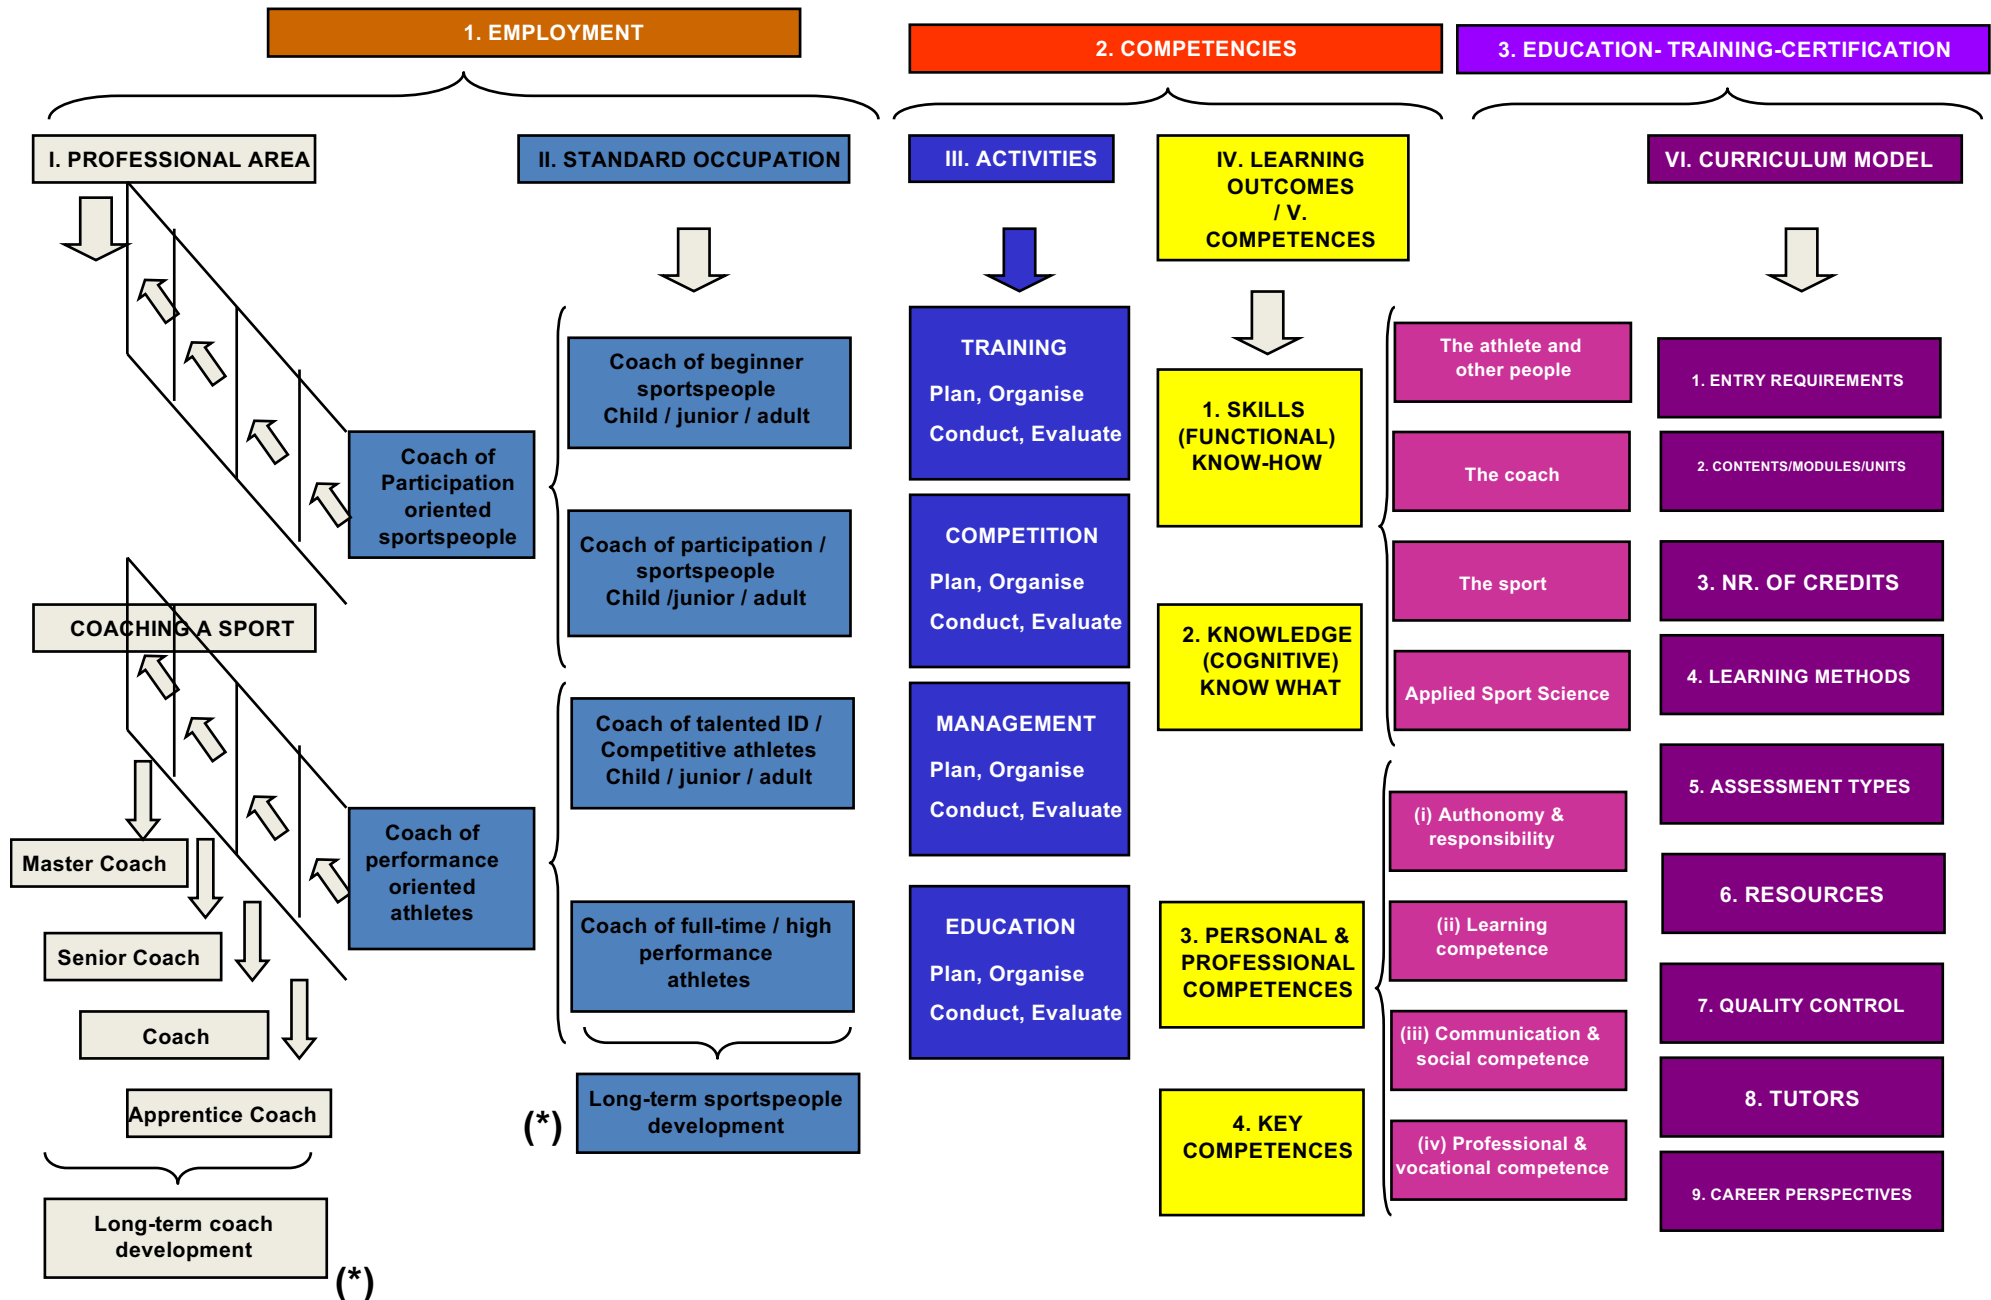 1. EMPLOYMENT
2. COMPETENCIES
3. EDUCATION- TRAINING-CERTIFICATION
I. PROFESSIONAL AREA
II. STANDARD OCCUPATION
III. ACTIVITIES
IV. LEARNING
OUTCOMES
/ V.
COMPETENCES
VI. CURRICULUM MODEL
Coach of
Participation
oriented
sportspeople
COACHING A SPORT
Coach of
performance
oriented
athletes
Master Coach
Senior Coach
Coach
Apprentice Coach
Long-term coach
development
(*)
Coach of beginner
sportspeople
Child / junior / adult
Coach of participation /
sportspeople
Child /junior / adult
Coach of talented ID /
Competitive athletes
Child / junior / adult
Coach of full-time / high
performance
athletes
(*)
Long-term sportspeople
development
TRAINING
Plan, Organise
Conduct, Evaluate
COMPETITION
Plan, Organise
Conduct, Evaluate
MANAGEMENT
Plan, Organise
Conduct, Evaluate
EDUCATION
Plan, Organise
Conduct, Evaluate
1. SKILLS
(FUNCTIONAL)
KNOW-HOW
2. KNOWLEDGE
(COGNITIVE)
KNOW WHAT
3. PERSONAL &
PROFESSIONAL
COMPETENCES
4. KEY
COMPETENCES
The athlete and
other people
The coach
The sport
Applied Sport Science
(i) Authonomy &
responsibility
(ii) Learning
competence
(iii) Communication &
social competence
(iv) Professional &
vocational competence
1. ENTRY REQUIREMENTS
2. CONTENTS/MODULES/UNITS
3. NR. OF CREDITS
4. LEARNING METHODS
5. ASSESSMENT TYPES
6. RESOURCES
7. QUALITY CONTROL
8. TUTORS
9. CAREER PERSPECTIVES